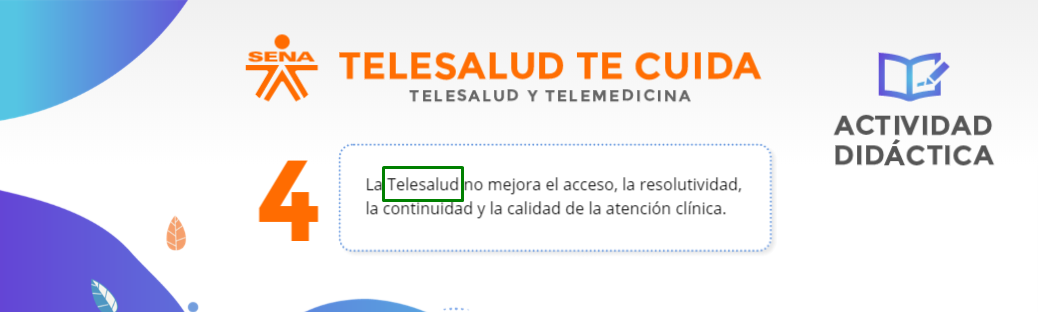 SENA
TELESALUD TE CUIDA
TELESALUD Y TELEMEDICINA
ACTIVIDAD
DIDÁCTICA
4
La Telesalud no mejora el acceso, la resolutividad,
la continuidad y la calidad de la atención clínica.